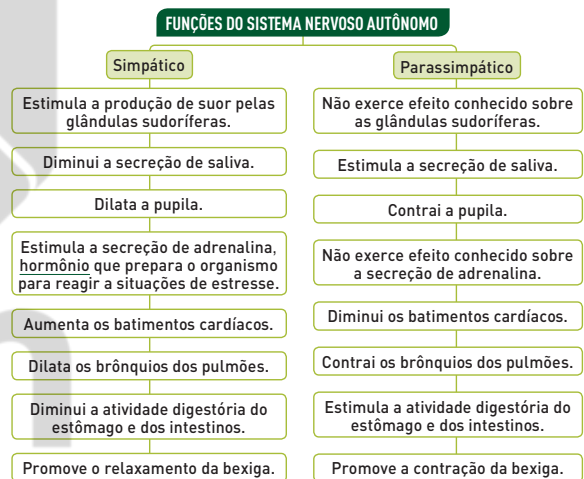 FUNÇÕES DO SISTEMA NERVOSO AUTÔNOMO
Simpático
Estimula a produção de suor pelas
glândulas sudoríferas.
Diminui a secreção de saliva.
Dilata a pupila.
Estimula a secreção de adrenalina,
hormônio que prepara o organismo
para reagir a situações de estresse.
Aumenta os batimentos cardíacos.
Dilata os brônquios dos pulmões.
Diminui a atividade digestória do
estômago e dos intestinos.
Promove o relaxamento da bexiga.
Parassimpático
Não exerce efeito conhecido sobre
as glândulas sudoríferas.
Estimula a secreção de saliva.
Contrai a pupila.
Não exerce efeito conhecido sobre
a secreção de adrenalina.
Diminui os batimentos cardíacos.
Contrai os brônquios dos pulmões.
Estimula a atividade digestória do
estômago e dos intestinos.
Promove a contração da bexiga.